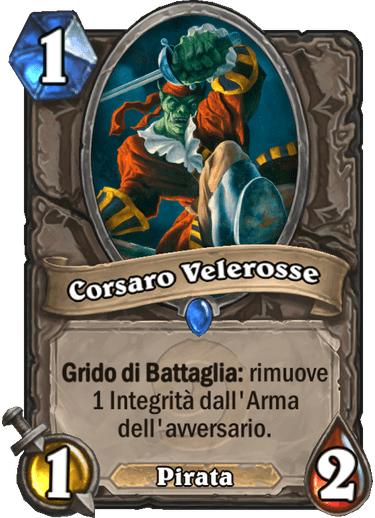 1
Corsaro Velerosse
Grido di Battaglia: rimuove
1 Integrità dall'Arma
dell'avversario.
1
Pirata
2